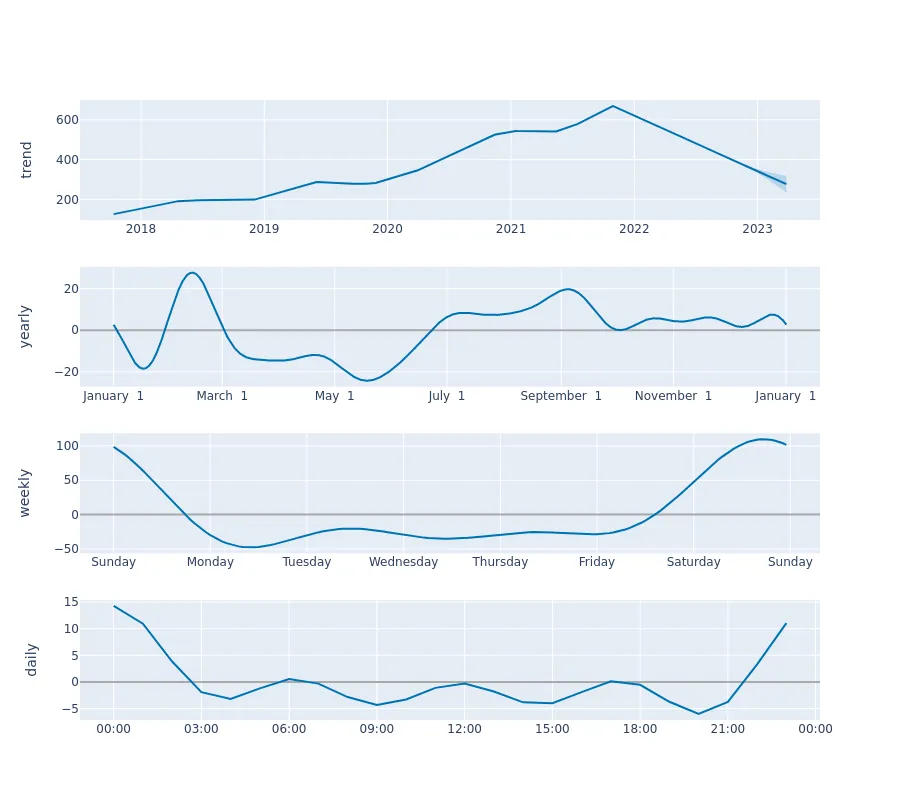 trend
600
400
200
2018 2019 2020 2021 2022 2023
yearly
20
0
−20
January 1 March 1 May 1 July 1 September 1 November 1 January 1
weekly
100
50
0
−50
Sunday Monday Tuesday Wednesday Thursday Friday Saturday Sunday
daily
15
10
5
0
−5
00:00 03:00 06:00 09:00 12:00 15:00 18:00 21:00 00:00